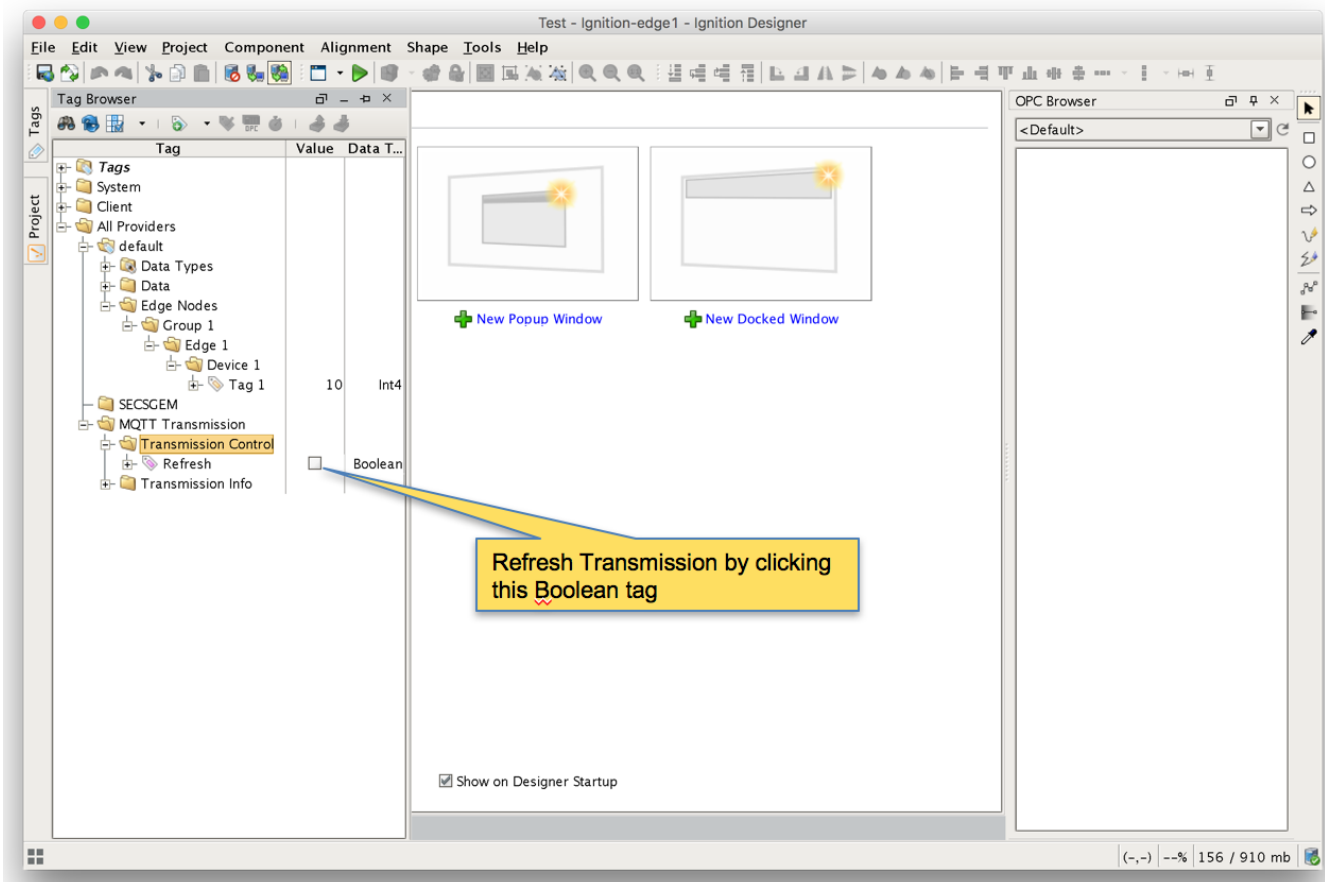 Test - Ignition-edge1 - Ignition Designer
File Edit View Project Component Alignment Shape Tools Help
Tags
Project
Tag Browser
OPC
Tag Value Data T...
Tags
System
Client
All Providers
default
Data Types
Data
Edge Nodes
Group 1
Edge 1
Device 1
Tag 1 10 Int4
SECSGEM
MQTT Transmission
Transmission Control
Refresh Boolean
Transmission Info
New Popup Window
New Docked Window
Refresh Transmission by clicking
this Boolean tag
Show on Designer Startup
OPC Browser
<Default>
(-,-) --% 156 / 910 mb